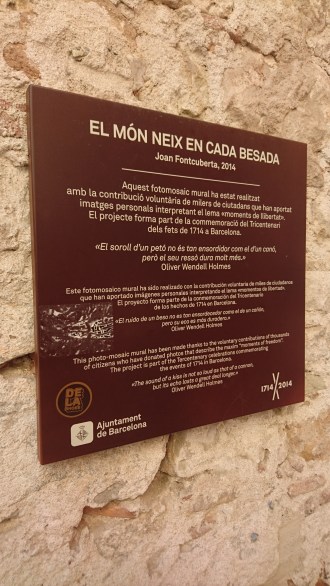 EL MÓN NEIX EN CADA BESADA
Joan Fontcuberta, 2014
Aquest fotomosaic mural ha estat realitzat
amb la contribució voluntària de milers de ciutadans que han aportat
imatges personals interpretant el lema «moments de llibertat».
El projecte forma part de la commemoració del Tricentenari
dels fets de 1714 a Barcelona.
«El soroll d'un petó no és tan ensordidor com el d'un canó,
però el seu ressò dura molt més.»
Oliver Wendell Holmes
Este fotomosaico mural ha sido realizado con la contribución voluntaria de miles de ciudadanos
que han aportado imágenes personales interpretando el lema «momentos de libertad».
El proyecto forma parte de la conmemoración del Tricentenario
de los hechos de 1714 en Barcelona.
«El ruido de un beso no es tan ensordecedor como el de un cañón,
pero su eco es más duradero.»
Oliver Wendell Holmes
This photo-mosaic mural has been made thanks to the voluntary contributions of thousands
of citizens who have donated photos that describe the maxim "moments of freedom".
The project is part of the Tercentenary celebrations commemorating
the events of 1714 in Barcelona.
«The sound of a kiss is not so loud as that of a cannon,
but its echo lasts a great deal longer.»
Oliver Wendell Holmes
1714 2014
Ajuntament
de Barcelona